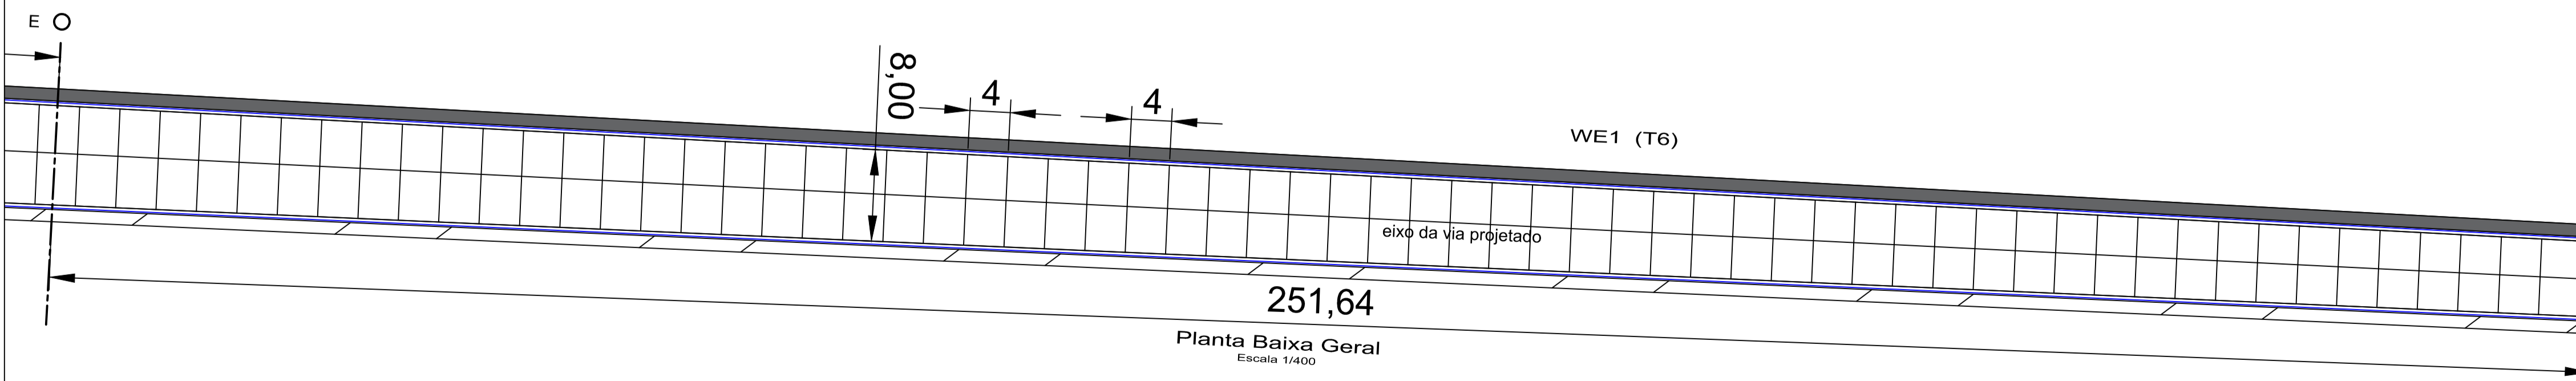 E
8,00
4
4
WE1 (T6)
eixo da via projetado
251,64
Planta Baixa Geral
Escala 1/400